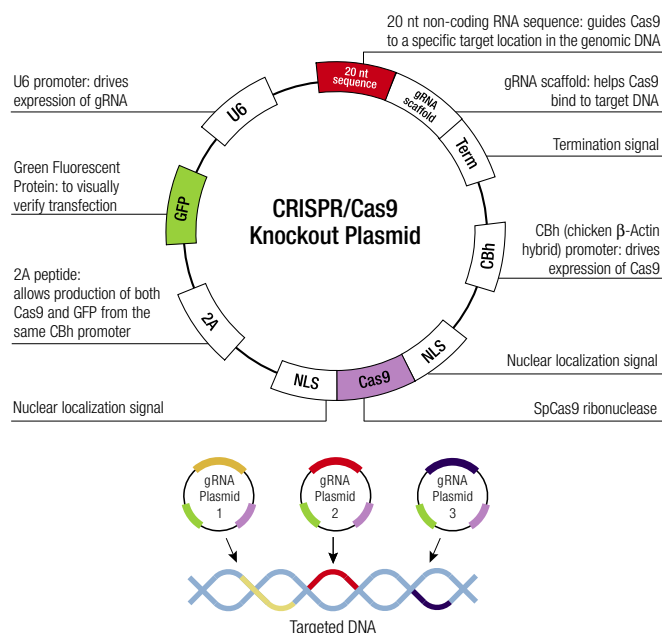 20 nt non-coding RNA sequence: guides Cas9
to a specific target location in the genomic DNA
U6 promoter: drives
expression of gRNA
gRNA scaffold: helps Cas9
bind to target DNA
Termination signal
Green Fluorescent
Protein: to visually
verify transfection
CBh (chicken β-Actin
hybrid) promoter: drives
expression of Cas9
2A peptide:
allows production of both
Cas9 and GFP from the
same CBh promoter
Nuclear localization signal
Nuclear localization signal
SpCas9 ribonuclease
20 nt
sequence
gRNA
scaffold
Term
CBh
NLS
Cas9
NLS
2A
GFP
U6
CRISPR/Cas9
Knockout Plasmid
gRNA
Plasmid
1
gRNA
Plasmid
2
gRNA
Plasmid
3
Targeted DNA